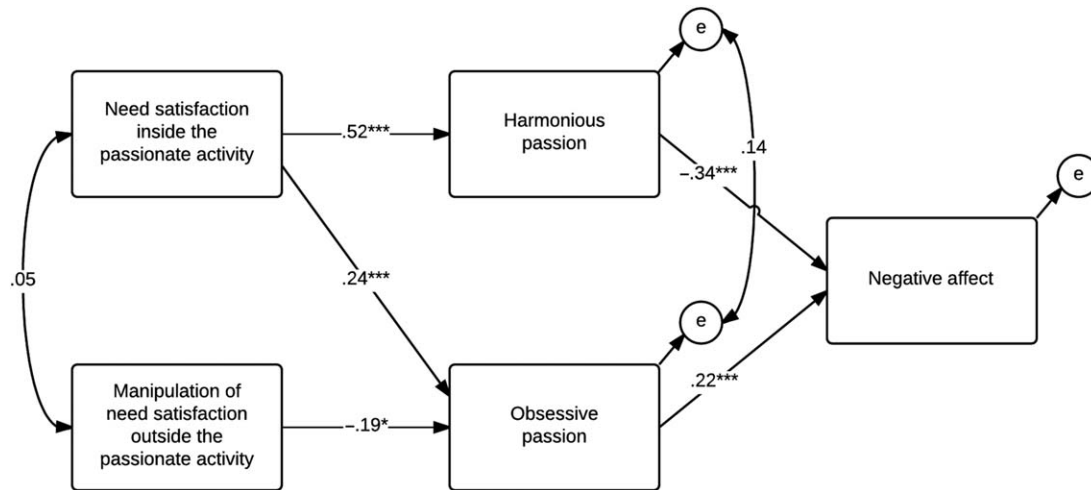 e
Need satisfaction
inside the
passionate activity
.52***
Harmonious
passion
.14
–.34***
e
.05
.24***
Negative affect
e
Manipulation of
need satisfaction
outside the
passionate activity
–.19*
Obsessive
passion
.22***